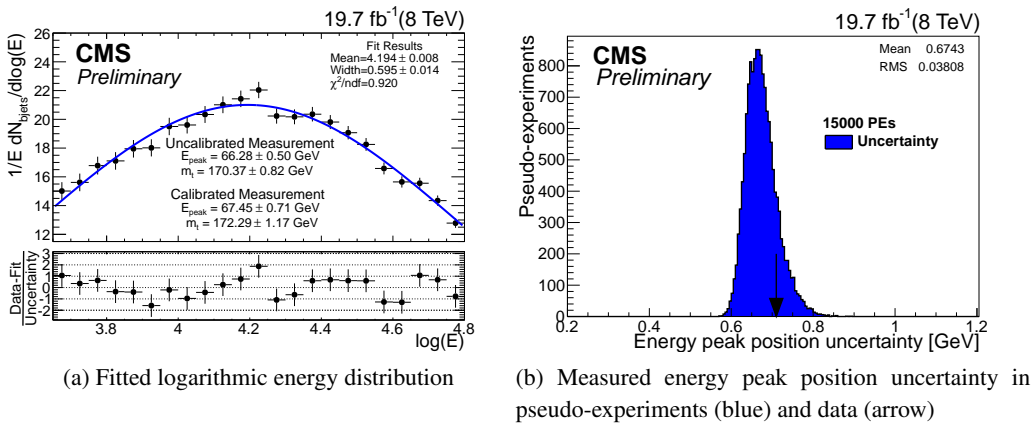 19.7 fb⁻¹(8 TeV)
CMS
Preliminary
Fit Results
Mean=4.194 ± 0.008
Width=0.595 ± 0.014
χ²/ndf=0.920
Uncalibrated Measurement
E_peak = 66.28 ± 0.50 GeV
m_t = 170.37 ± 0.82 GeV
Calibrated Measurement
E_peak = 67.45 ± 0.71 GeV
m_t = 172.29 ± 1.17 GeV
1/E dN_bjets/dlog(E)
26
24
22
20
18
16
14
12
Data-Fit
Uncertainty
3
2
1
0
-1
-2
3.8 4 4.2 4.4 4.6 4.8
log(E)
(a) Fitted logarithmic energy distribution
19.7 fb⁻¹(8 TeV)
CMS
Preliminary
Mean 0.6743
RMS 0.03808
15000 PEs
Uncertainty
Pseudo-experiments
800
700
600
500
400
300
200
100
0
0.2 0.4 0.6 0.8 1 1.2
Energy peak position uncertainty [GeV]
(b) Measured energy peak position uncertainty in
pseudo-experiments (blue) and data (arrow)